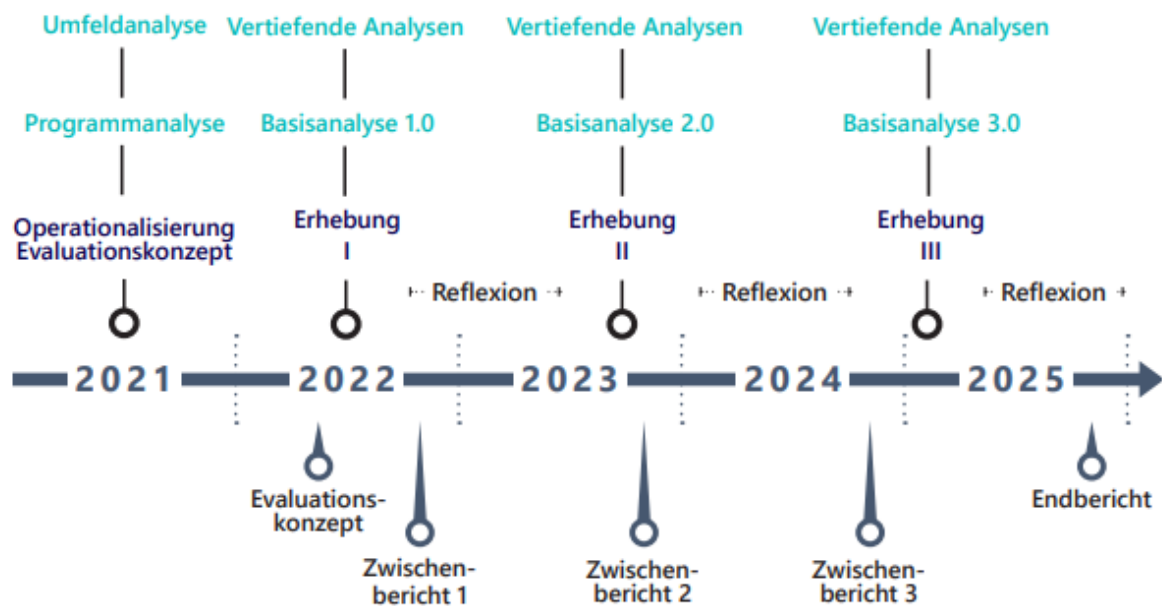 Umfeldanalyse Vertiefende Analysen Vertiefende Analysen Vertiefende Analysen
Programmanalyse Basisanalyse 1.0 Basisanalyse 2.0 Basisanalyse 3.0
Operationalisierung
Evaluationskonzept
Erhebung
I
Erhebung
II
Erhebung
III
Reflexion Reflexion Reflexion
2021 2022 2023 2024 2025
Evaluations-
konzept
Zwischen-
bericht 1
Zwischen-
bericht 2
Zwischen-
bericht 3
Endbericht